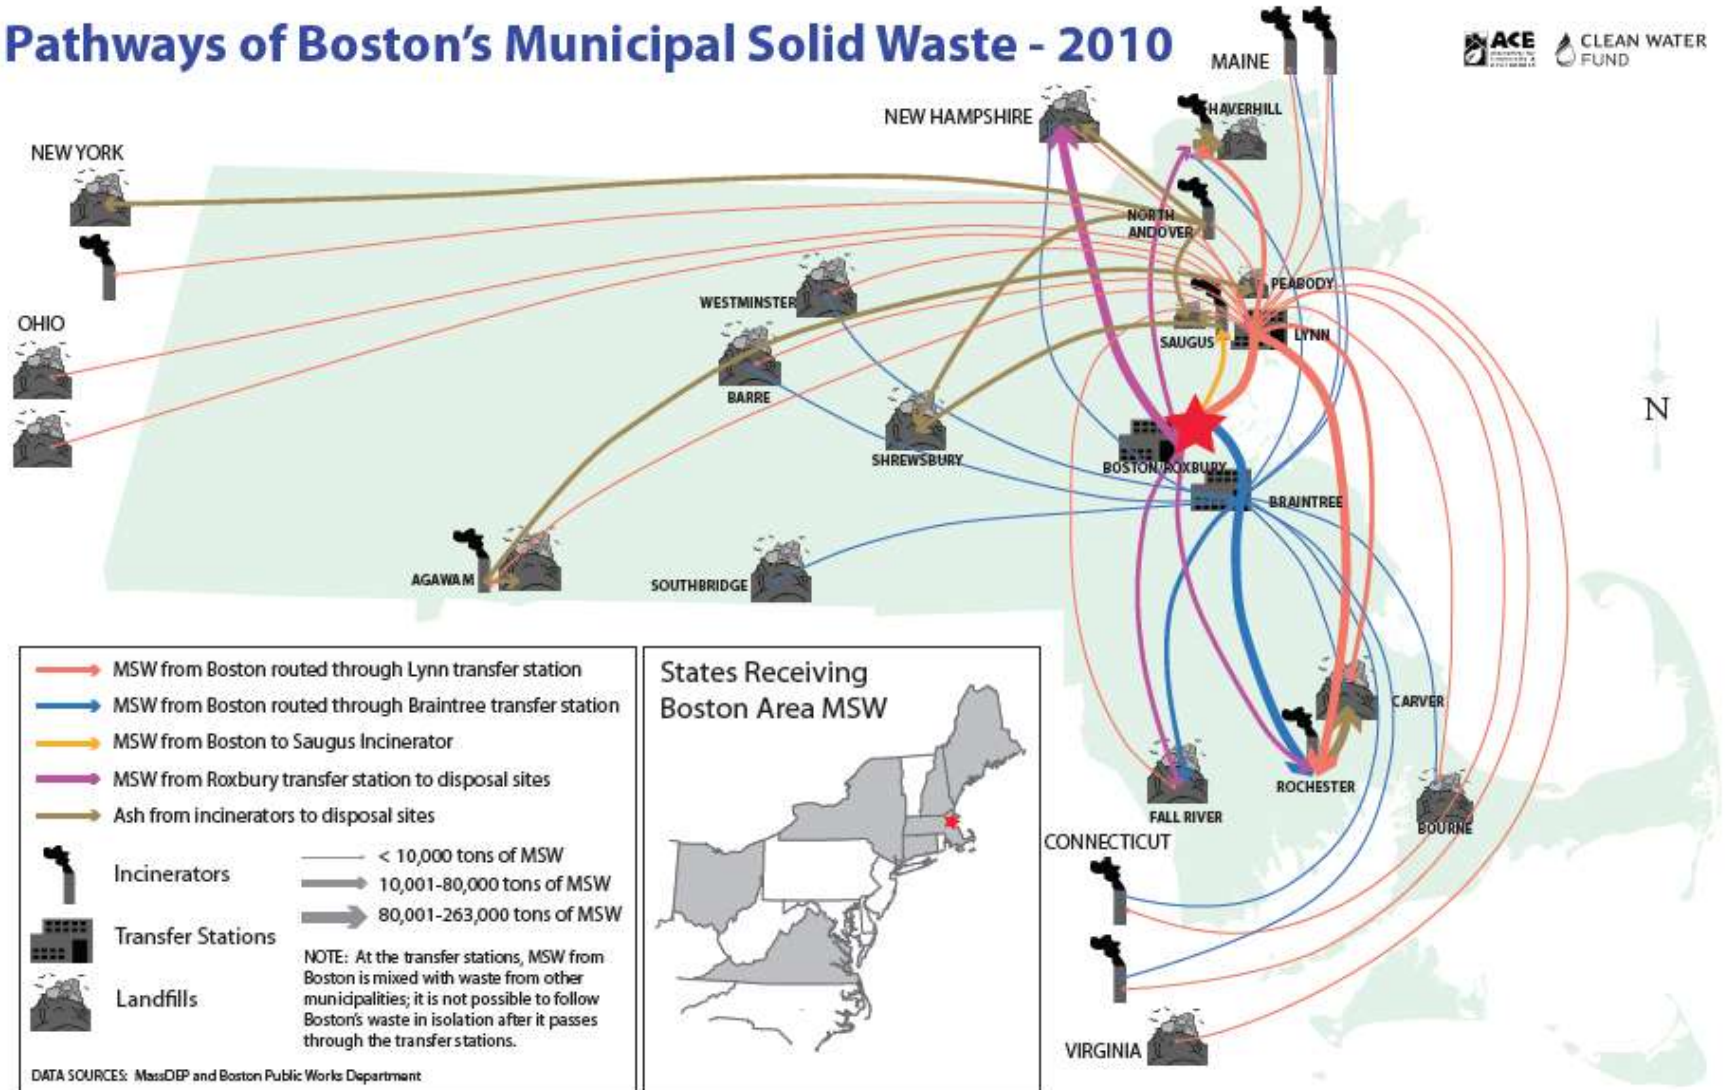 Pathways of Boston's Municipal Solid Waste - 2010
ACE
CLEAN WATER
FUND
MAINE
NEW HAMPSHIRE
HAVERHILL
NEW YORK
NORTH
ANDOVER
PEABODY
WESTMINSTER
OHIO
SAUGUS
LYNN
BARRE
N
SHREWSBURY
BOSTON/ROXBURY
BRAINTREE
AGAWAM
SOUTHBRIDGE
CARVER
ROCHESTER
FALL RIVER
BOURNE
CONNECTICUT
VIRGINIA
MSW from Boston routed through Lynn transfer station
MSW from Boston routed through Braintree transfer station
MSW from Boston to Saugus Incinerator
MSW from Roxbury transfer station to disposal sites
Ash from incinerators to disposal sites
Incinerators
Transfer Stations
Landfills
< 10,000 tons of MSW
10,001-80,000 tons of MSW
80,001-263,000 tons of MSW
NOTE: At the transfer stations, MSW from
Boston is mixed with waste from other
municipalities; it is not possible to follow
Boston's waste in isolation after it passes
through the transfer stations.
DATA SOURCES: MassDEP and Boston Public Works Department
States Receiving
Boston Area MSW